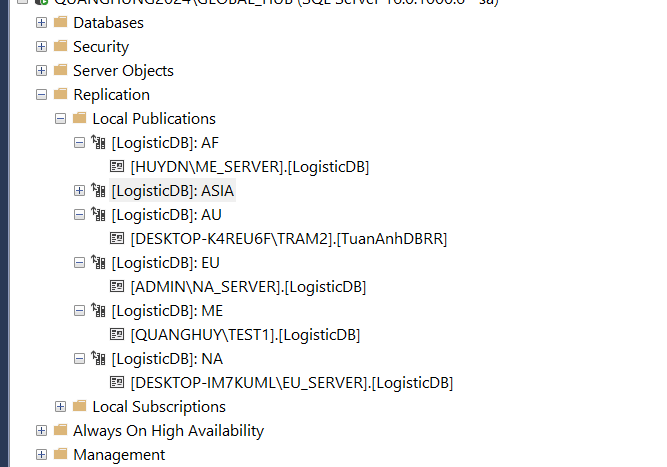 QUANGHUNG2024\GLOBAL_HUB (SQL Server 16.0.1000.6 - sa)
Databases
Security
Server Objects
Replication
Local Publications
[LogisticDB]: AF
[HUYDN\ME_SERVER].[LogisticDB]
[LogisticDB]: ASIA
[LogisticDB]: AU
[DESKTOP-K4REU6F\TRAM2].[TuanAnhDBRR]
[LogisticDB]: EU
[ADMIN\NA_SERVER].[LogisticDB]
[LogisticDB]: ME
[QUANGHUY\TEST1].[LogisticDB]
[LogisticDB]: NA
[DESKTOP-IM7KUML\EU_SERVER].[LogisticDB]
Local Subscriptions
Always On High Availability
Management